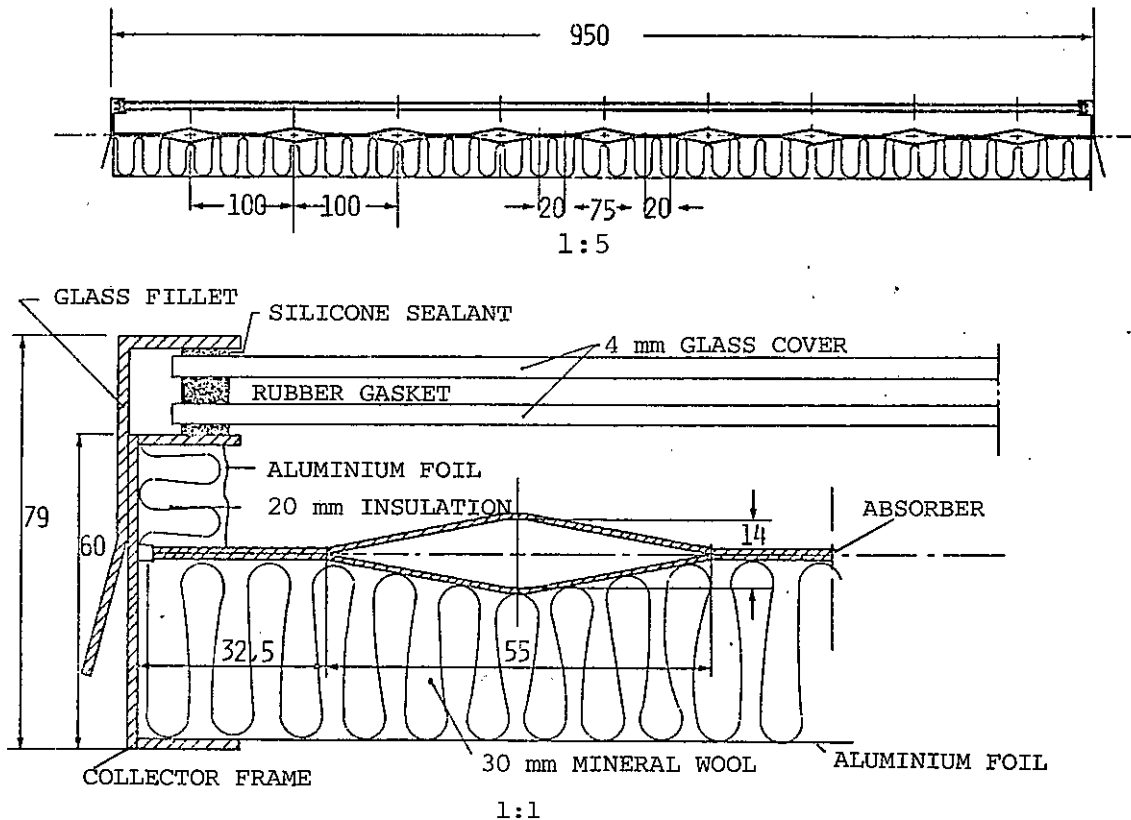 950
100 100 20 75 20
1:5
GLASS FILLET
SILICONE SEALANT
4 mm GLASS COVER
RUBBER GASKET
ALUMINIUM FOIL
20 mm INSULATION
ABSORBER
79
60
14
32,5
55
30 mm MINERAL WOOL
ALUMINIUM FOIL
COLLECTOR FRAME
1:1